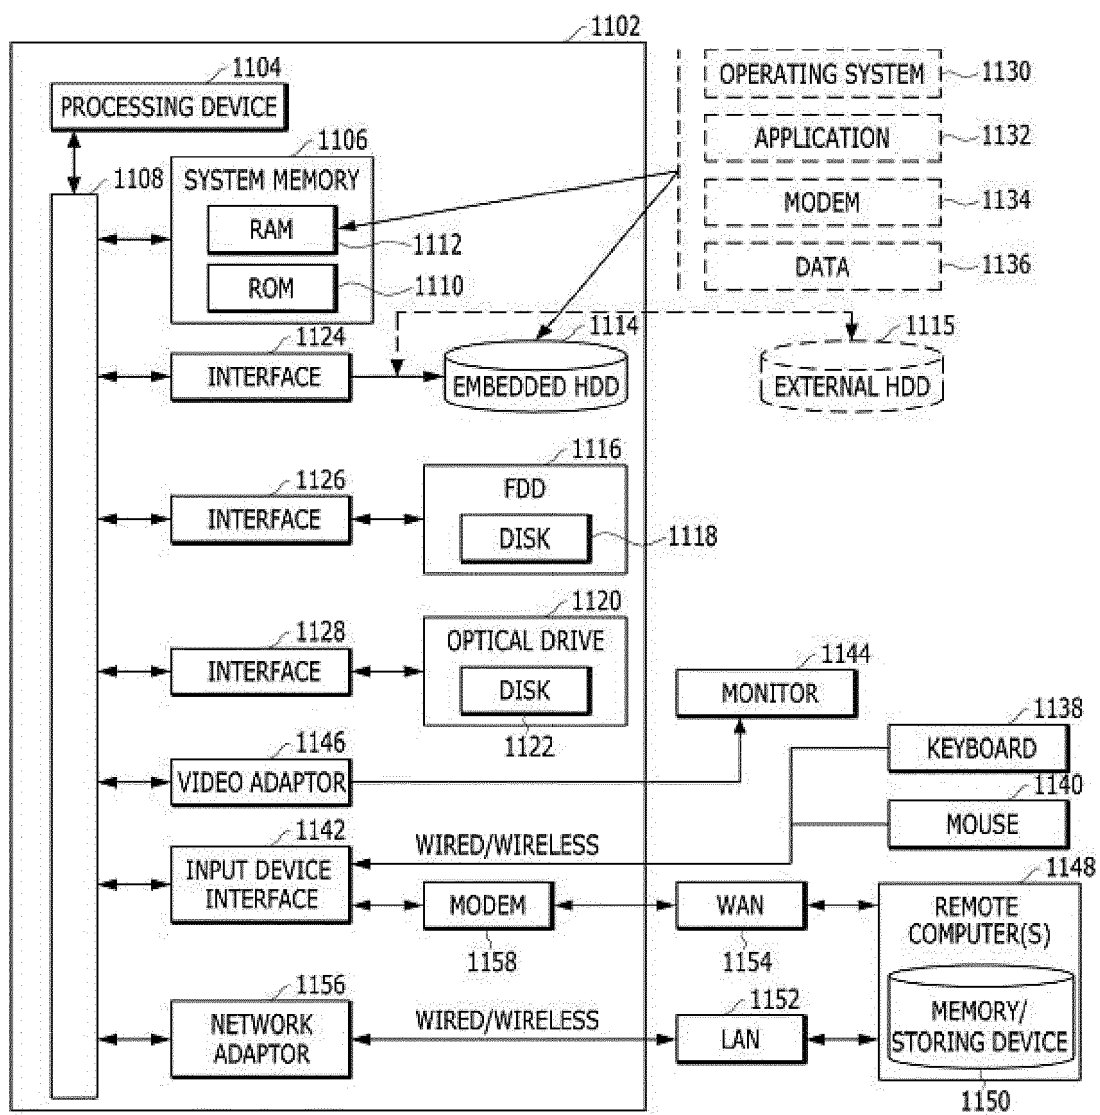 1102
1104
PROCESSING DEVICE
OPERATING SYSTEM
1130
1106
APPLICATION
1132
1108
SYSTEM MEMORY
MODEM
1134
RAM
1112
DATA
1136
ROM
1110
1124
1114
1115
INTERFACE
EMBEDDED HDD
EXTERNAL HDD
1126
1116
FDD
INTERFACE
DISK
1118
1128
1120
INTERFACE
OPTICAL DRIVE
DISK
1122
1144
MONITOR
1138
KEYBOARD
1146
VIDEO ADAPTOR
1140
MOUSE
1142
INPUT DEVICE
INTERFACE
WIRED/WIRELESS
MODEM
1158
WAN
1154
1148
REMOTE
COMPUTER(S)
1156
NETWORK
ADAPTOR
WIRED/WIRELESS
1152
LAN
MEMORY/
STORING DEVICE
1150